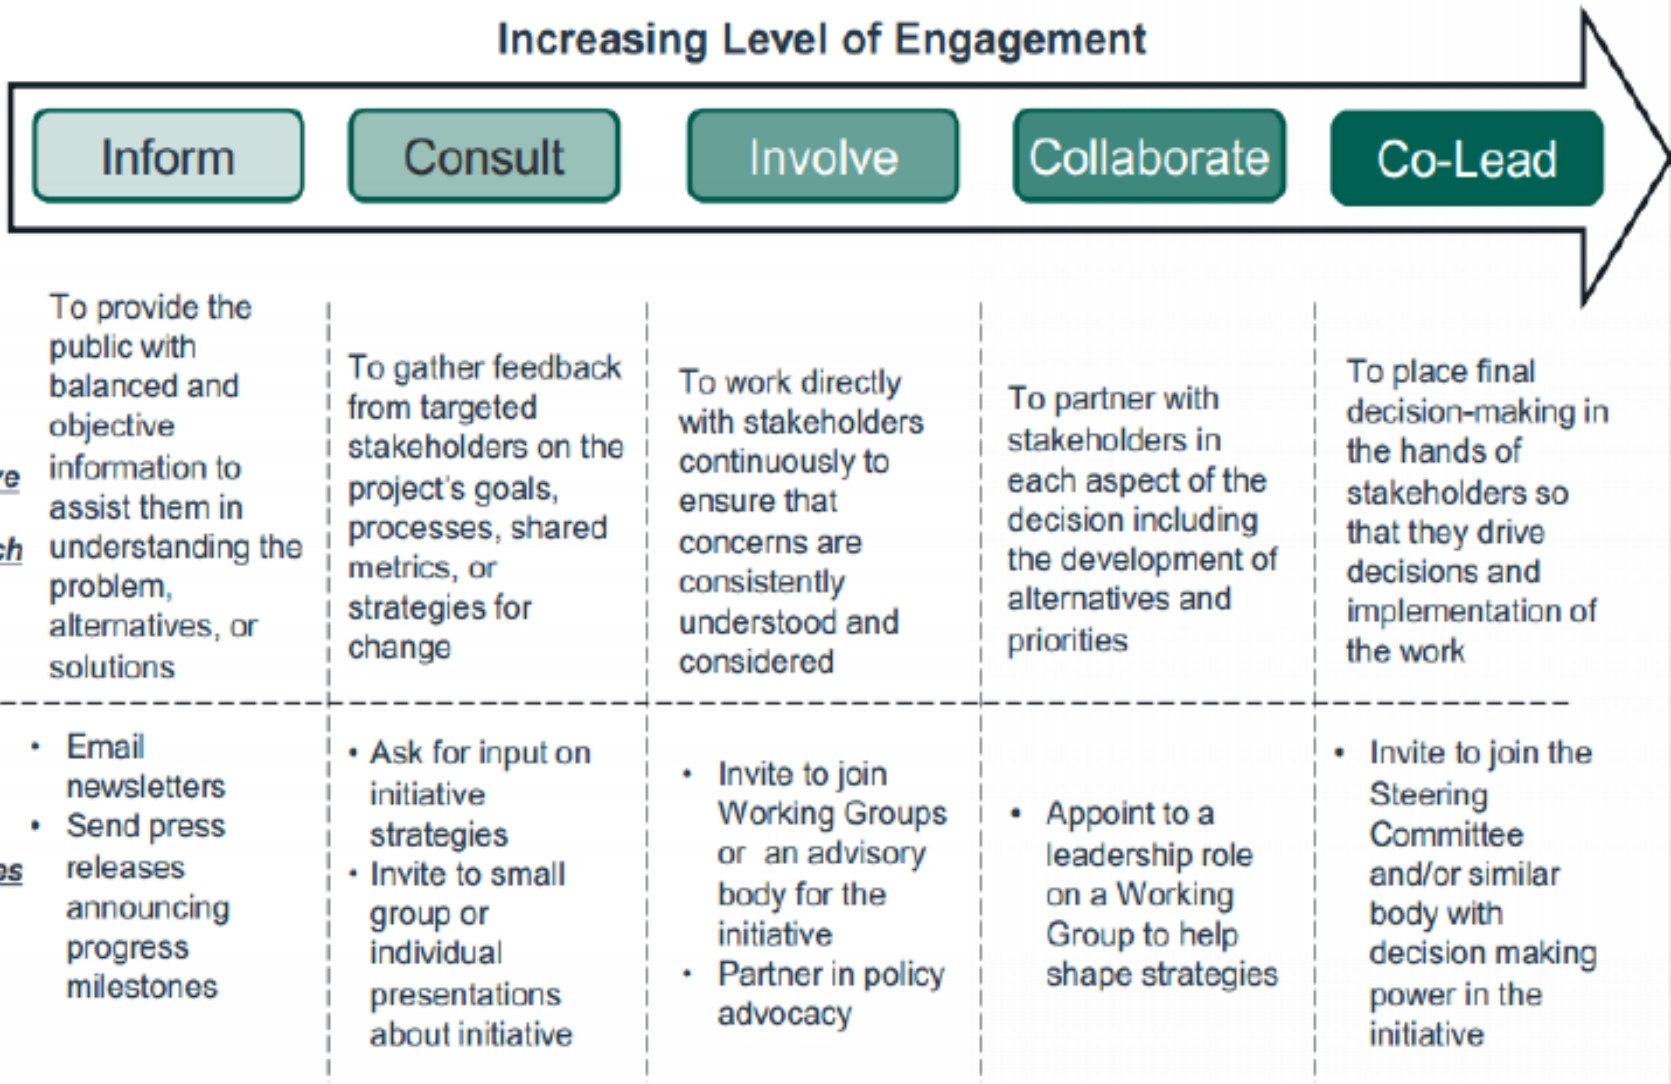 Increasing Level of Engagement
Inform
Consult
Involve
Collaborate
Co-Lead
To provide the
public with
balanced and
objective
information to
assist them in
understanding the
problem,
alternatives, or
solutions
To gather feedback
from targeted
stakeholders on the
project's goals,
processes, shared
metrics, or
strategies for
change
To work directly
with stakeholders
continuously to
ensure that
concerns are
consistently
understood and
considered
To partner with
stakeholders in
each aspect of the
decision including
the development of
alternatives and
priorities
To place final
decision-making in
the hands of
stakeholders so
that they drive
decisions and
implementation of
the work
• Email
newsletters
• Send press
releases
announcing
progress
milestones
• Ask for input on
initiative
strategies
• Invite to small
group or
individual
presentations
about initiative
• Invite to join
Working Groups
or an advisory
body for the
initiative
• Partner in policy
advocacy
• Appoint to a
leadership role
on a Working
Group to help
shape strategies
• Invite to join the
Steering
Committee
and/or similar
body with
decision making
power in the
initiative